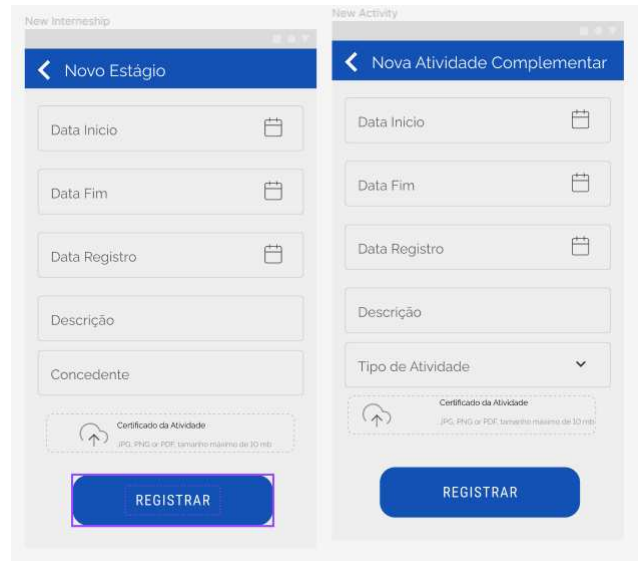 New Interneship
Novo Estágio
Data Inicio
Data Fim
Data Registro
Descrição
Concedente
Certificado da Atividade
JPG, PNG or PDF, tamanho máximo de 10 mb
REGISTRAR
New Activity
Nova Atividade Complementar
Data Inicio
Data Fim
Data Registro
Descrição
Tipo de Atividade
Certificado da Atividade
JPG, PNG or PDF, tamanho máximo de 10 mb
REGISTRAR